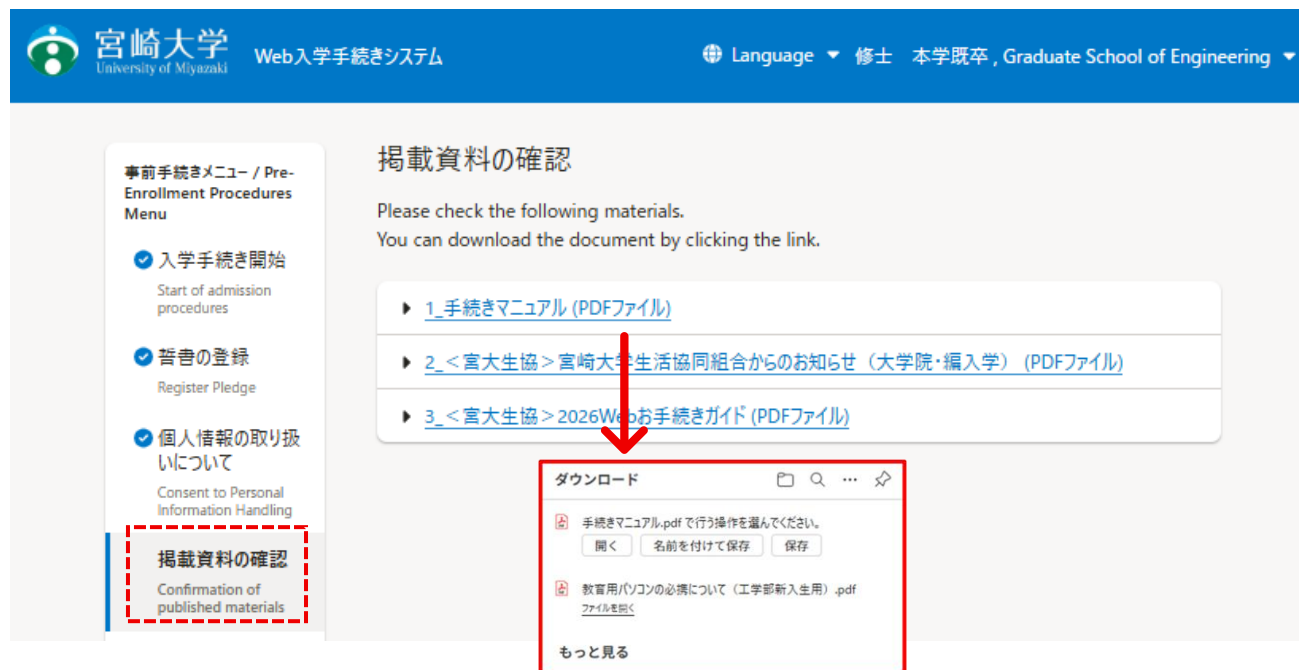 宮崎大学
University of Miyazaki
Web入学手続きシステム
Language
修士 本学既卒 , Graduate School of Engineering
事前手続きメニュー / Pre-
Enrollment Procedures
Menu
入学手続き開始
Start of admission
procedures
誓書の登録
Register Pledge
個人情報の取り扱
いについて
Consent to Personal
Information Handling
掲載資料の確認
Confirmation of
published materials
掲載資料の確認
Please check the following materials.
You can download the document by clicking the link.
1_手続きマニュアル (PDFファイル)
2_<宮大生協>宮崎大学生活協同組合からのお知らせ(大学院・編入学) (PDFファイル)
3_<宮大生協>2026Webお手続きガイド (PDFファイル)
ダウンロード
手続きマニュアル.pdf で行う操作を選んでください。
開く 名前を付けて保存 保存
教育用パソコンの必携について(工学部新入生用).pdf
ファイルを開く
もっと見る